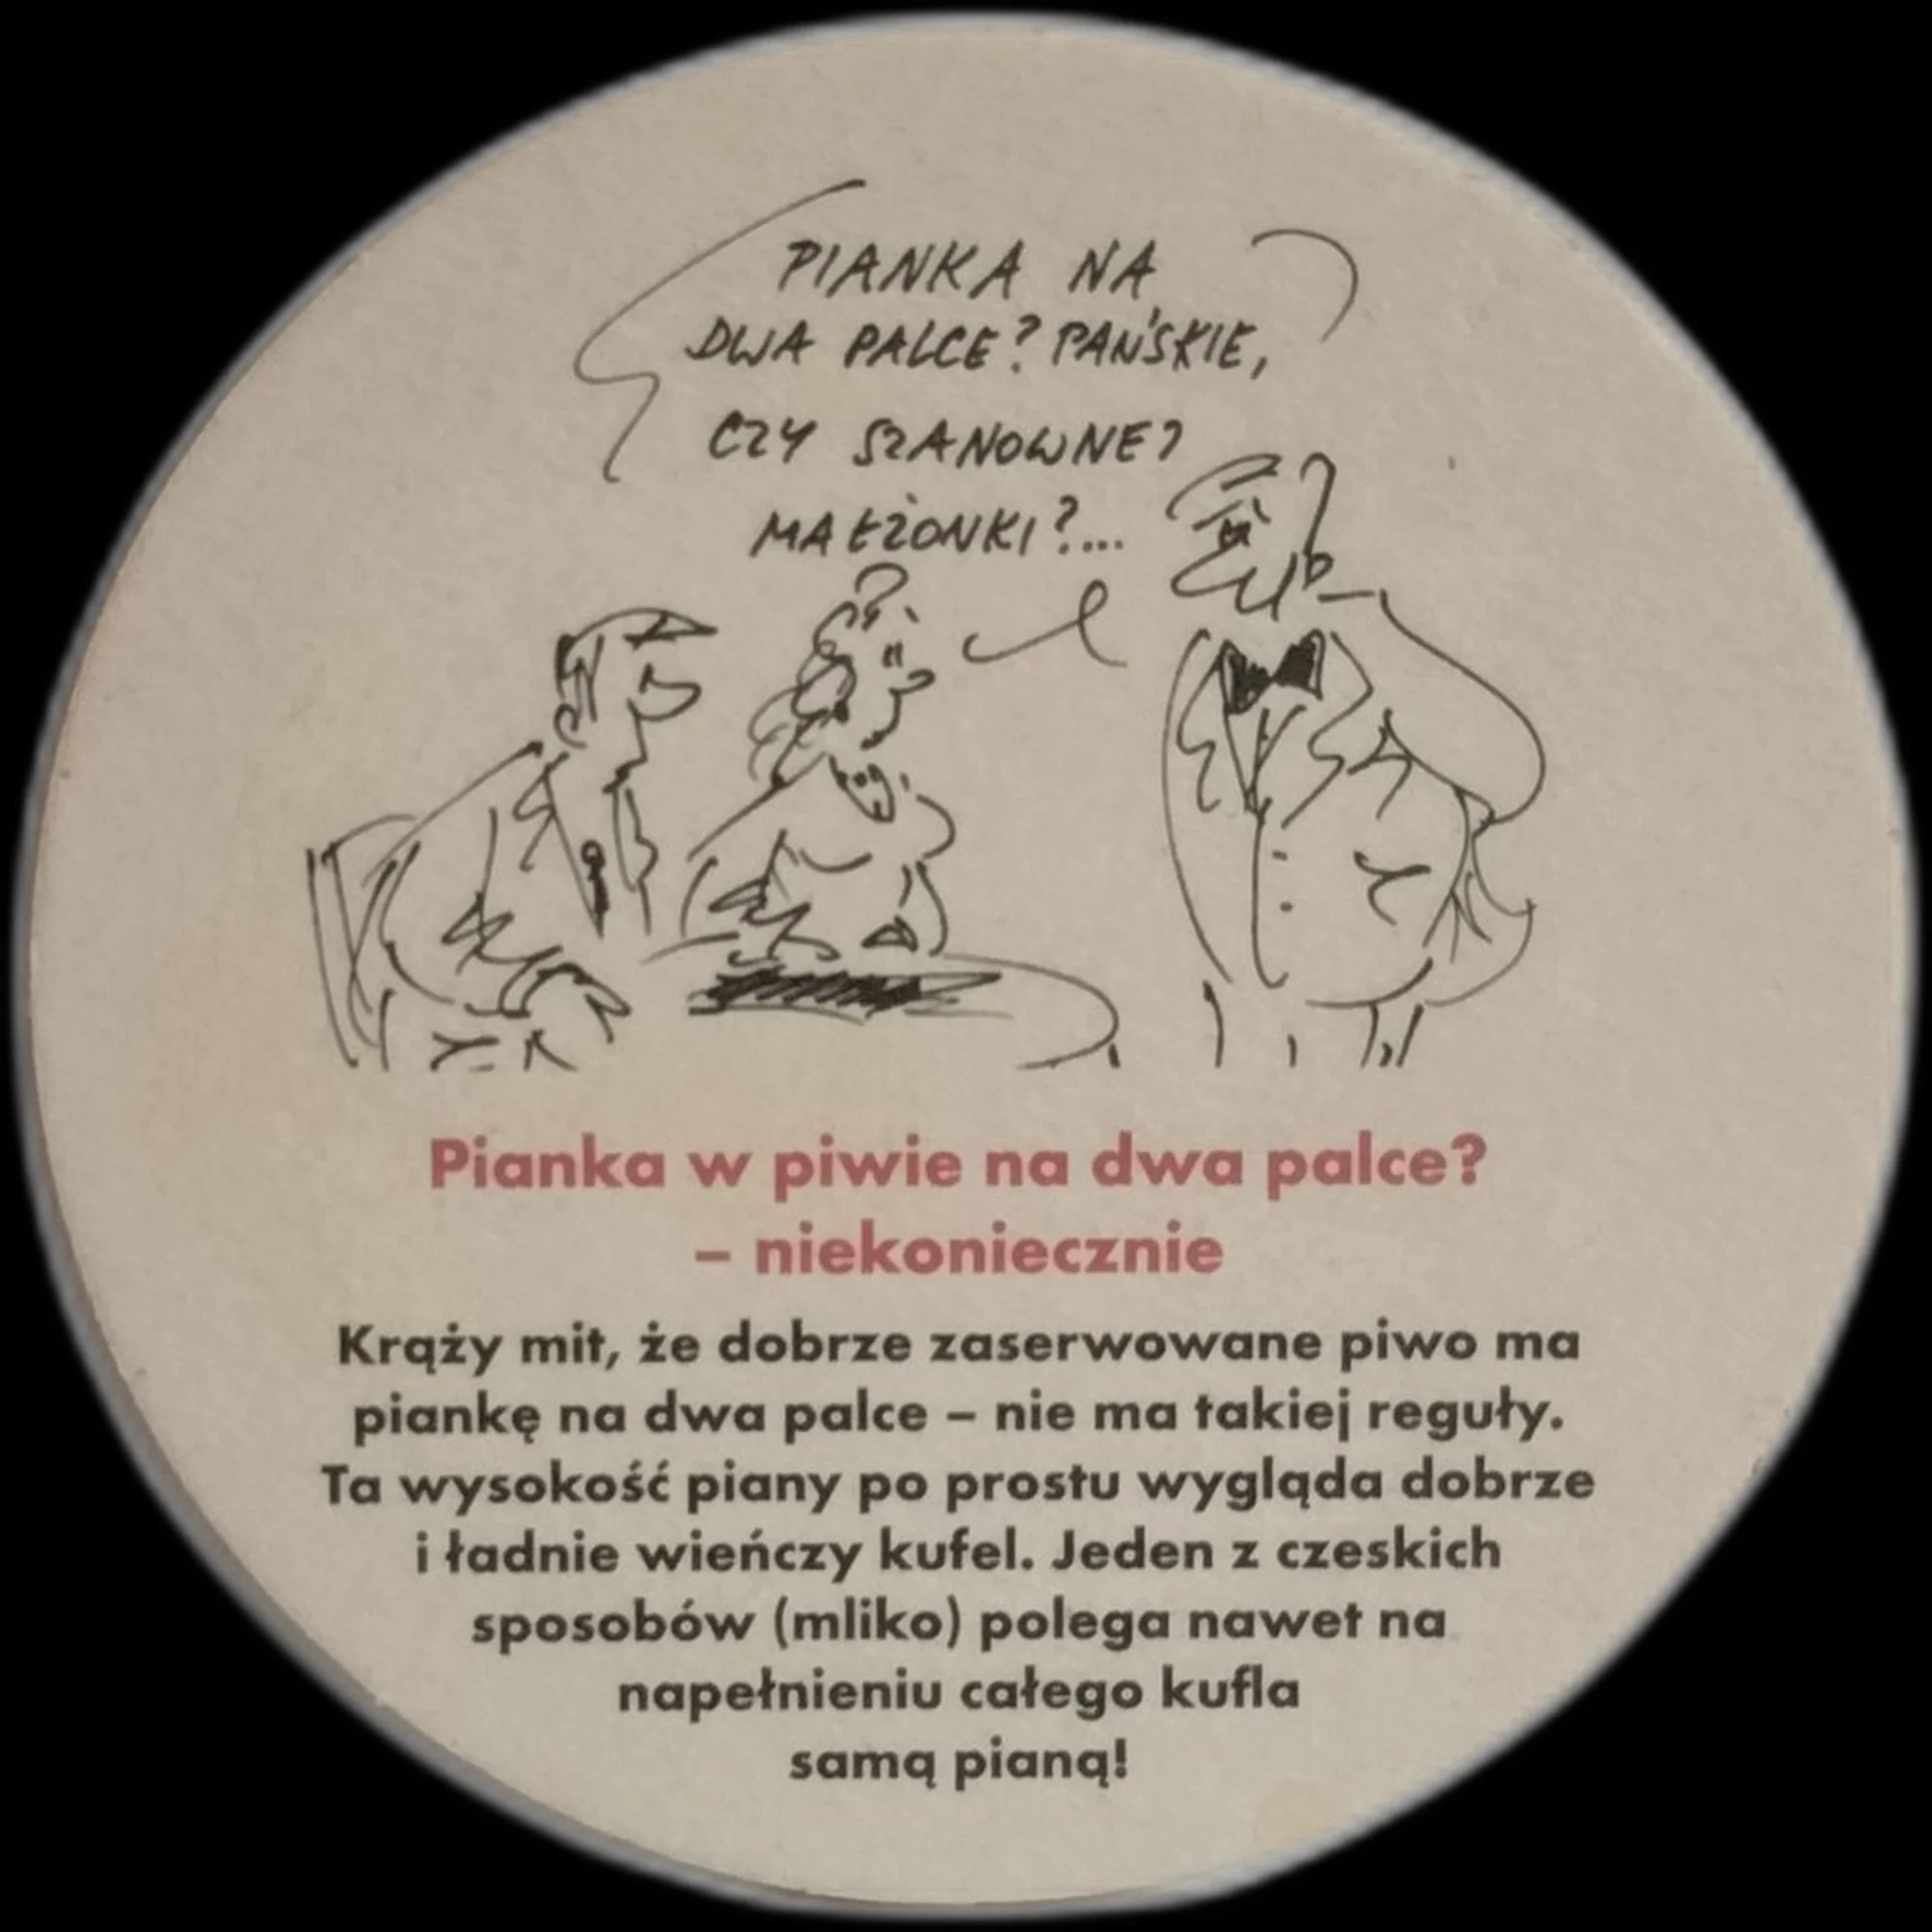 PIANKA NA
DWA PALCE? PAŃSKIE,
CZY SZANOWNEJ
MAŁŻONKI?...
Pianka w piwie na dwa palce?
– niekoniecznie
Krąży mit, że dobrze zaserwowane piwo ma
piankę na dwa palce – nie ma takiej reguły.
Ta wysokość piany po prostu wygląda dobrze
i ładnie wieńczy kufel. Jeden z czeskich
sposobów (mliko) polega nawet na
napełnieniu całego kufla
samą pianą!